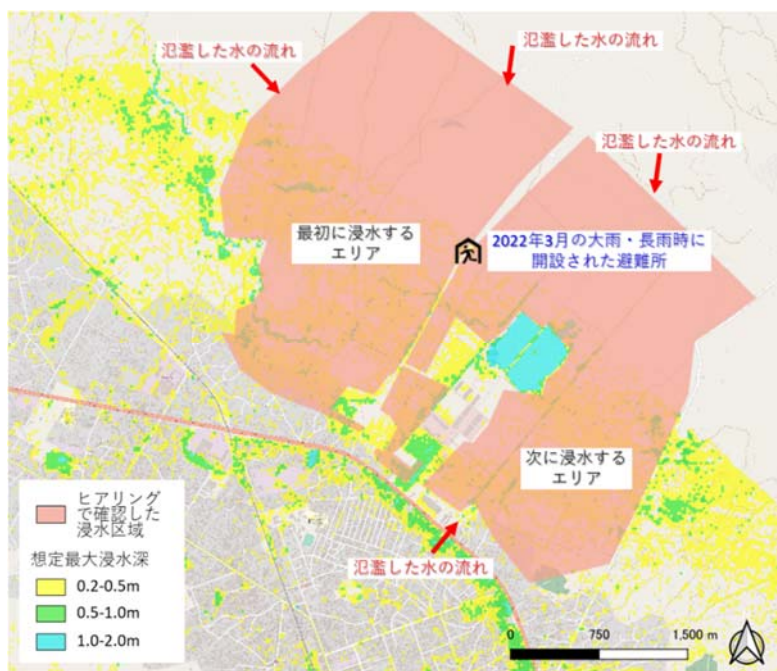 氾濫した水の流れ
氾濫した水の流れ
氾濫した水の流れ
最初に浸水する
エリア
2022年3月の大雨・長雨時に
開設された避難所
次に浸水する
エリア
氾濫した水の流れ
ヒアリング
で確認した
浸水区域
想定最大浸水深
0.2-0.5m
0.5-1.0m
1.0-2.0m
0 750 1,500 m